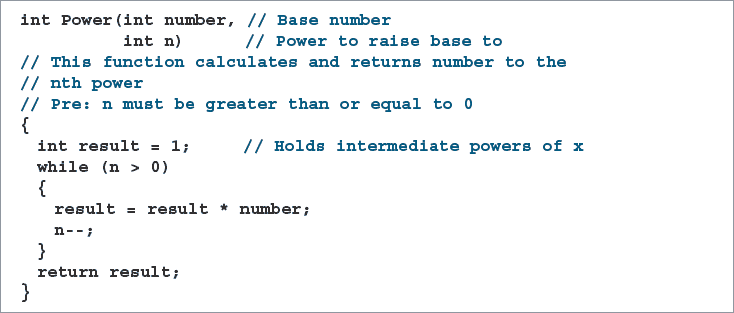 int Power(int number, // Base number
int n) // Power to raise base to
// This function calculates and returns number to the
// nth power
// Pre: n must be greater than or equal to 0
{
int result = 1; // Holds intermediate powers of x
while (n > 0)
{
result = result * number;
n--;
}
return result;
}